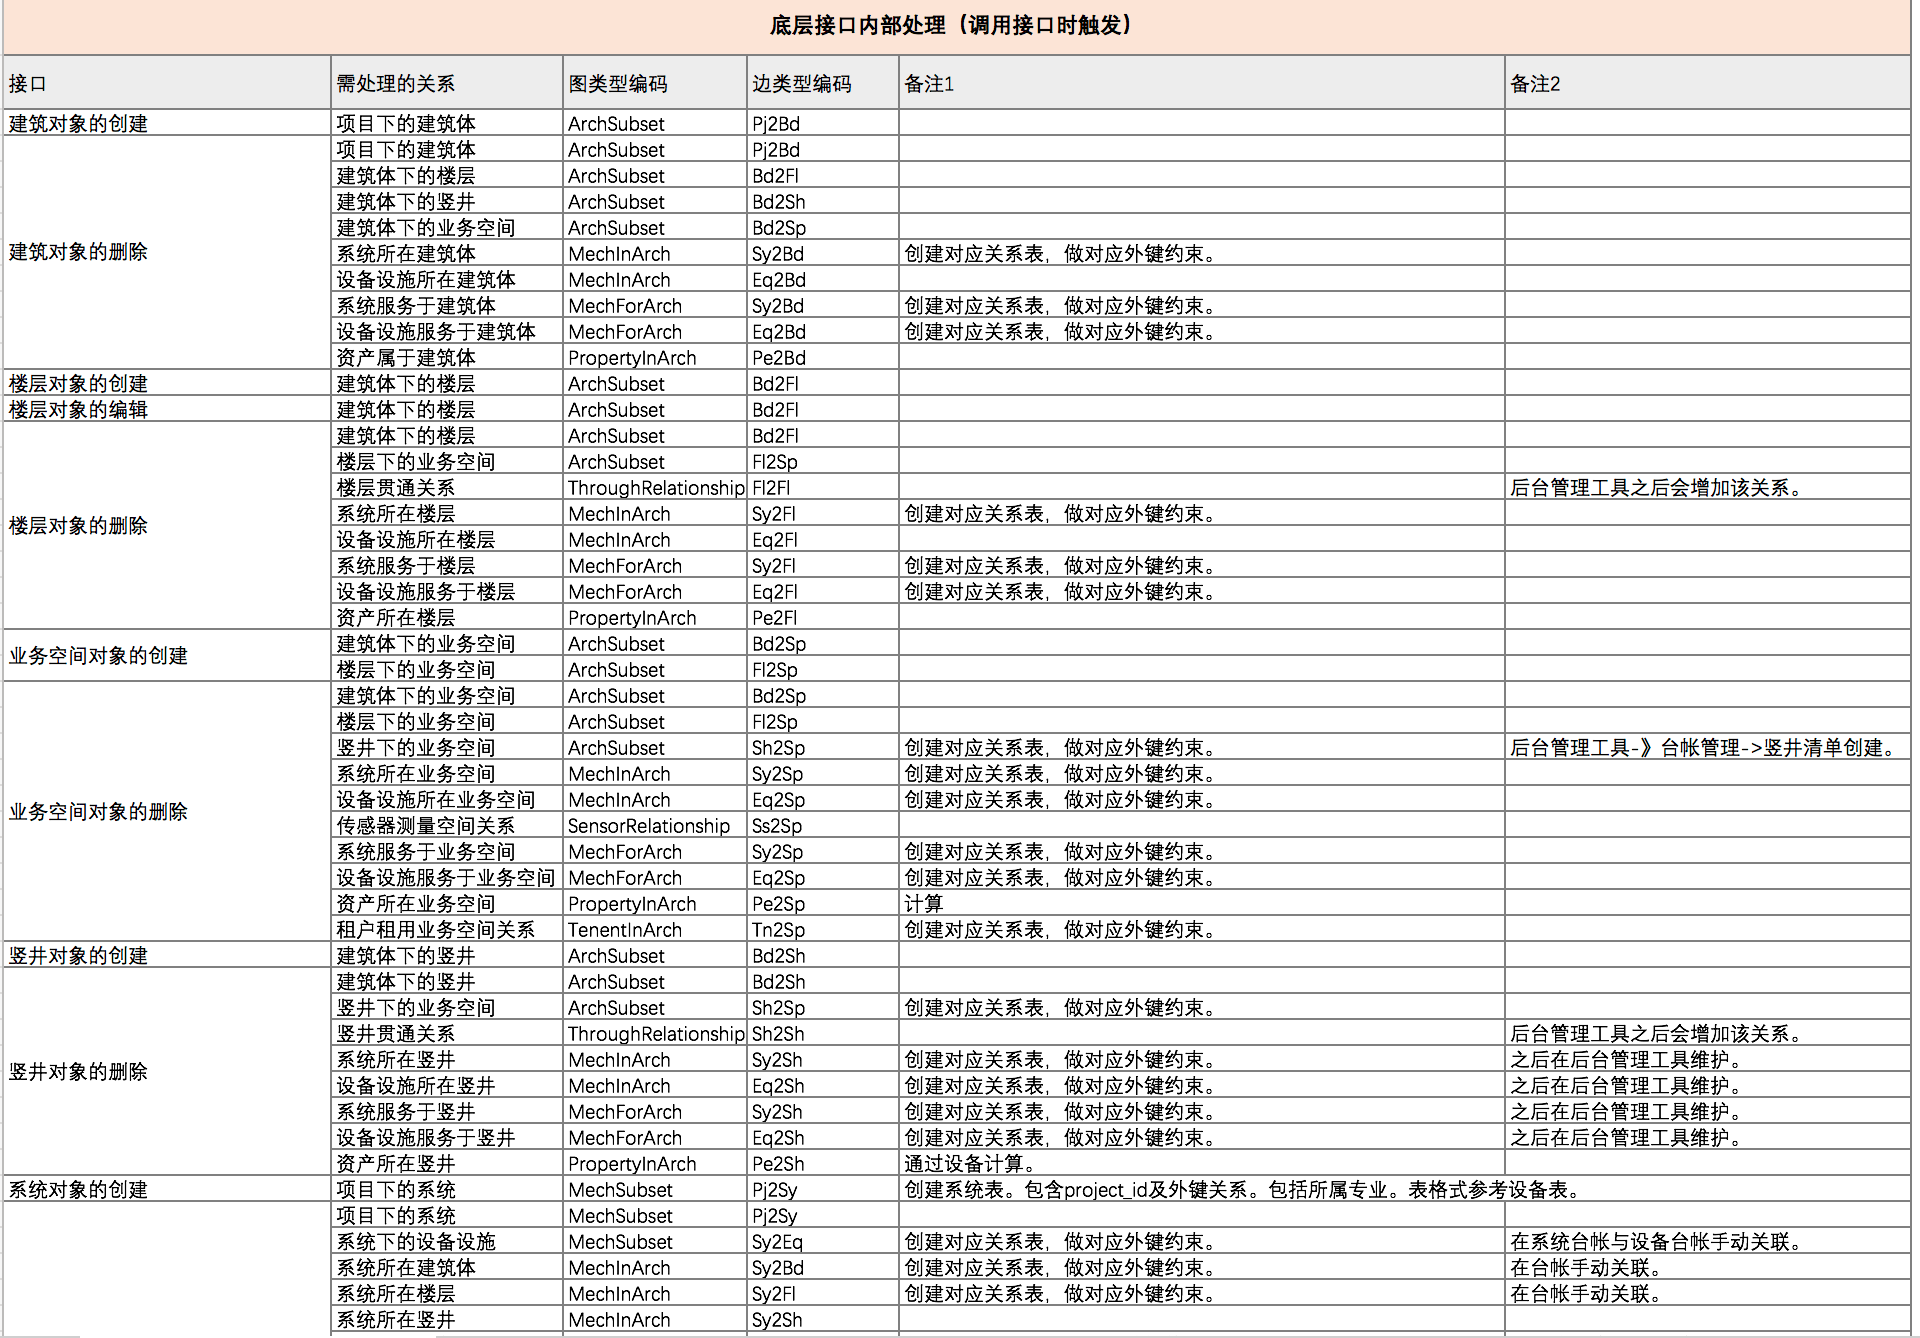 底层接口内部处理（调用接口时触发）
接口 需处理的关系 图类型编码 边类型编码 备注1 备注2
建筑对象的创建 项目下的建筑体 ArchSubset Pj2Bd
项目下的建筑体 ArchSubset Pj2Bd
建筑体下的楼层 ArchSubset Bd2Fl
建筑体下的竖井 ArchSubset Bd2Sh
建筑体下的业务空间 ArchSubset Bd2Sp
建筑对象的删除 系统所在建筑体 MechInArch Sy2Bd 创建对应关系表，做对应外键约束。
设备设施所在建筑体 MechInArch Eq2Bd
系统服务于建筑体 MechForArch Sy2Bd 创建对应关系表，做对应外键约束。
设备设施服务于建筑体 MechForArch Eq2Bd 创建对应关系表，做对应外键约束。
资产属于建筑体 PropertyInArch Pe2Bd
楼层对象的创建 建筑体下的楼层 ArchSubset Bd2Fl
楼层对象的编辑 建筑体下的楼层 ArchSubset Bd2Fl
建筑体下的楼层 ArchSubset Bd2Fl
楼层下的业务空间 ArchSubset Fl2Sp
楼层贯通关系 ThroughRelationship Fl2Fl 后台管理工具之后会增加该关系。
系统所在楼层 MechInArch Sy2Fl 创建对应关系表，做对应外键约束。
楼层对象的删除 设备设施所在楼层 MechInArch Eq2Fl
系统服务于楼层 MechForArch Sy2Fl 创建对应关系表，做对应外键约束。
设备设施服务于楼层 MechForArch Eq2Fl 创建对应关系表，做对应外键约束。
资产所在楼层 PropertyInArch Pe2Fl
业务空间对象的创建 建筑体下的业务空间 ArchSubset Bd2Sp
楼层下的业务空间 ArchSubset Fl2Sp
建筑体下的业务空间 ArchSubset Bd2Sp
楼层下的业务空间 ArchSubset Fl2Sp
竖井下的业务空间 ArchSubset Sh2Sp 创建对应关系表，做对应外键约束。 后台管理工具-》台帐管理->竖井清单创建。
系统所在业务空间 MechInArch Sy2Sp 创建对应关系表，做对应外键约束。
业务空间对象的删除 设备设施所在业务空间 MechInArch Eq2Sp 创建对应关系表，做对应外键约束。
传感器测量空间关系 SensorRelationship Ss2Sp
系统服务于业务空间 MechForArch Sy2Sp 创建对应关系表，做对应外键约束。
设备设施服务于业务空间 MechForArch Eq2Sp 创建对应关系表，做对应外键约束。
资产所在业务空间 PropertyInArch Pe2Sp 计算
租户租用业务空间关系 TenentInArch Tn2Sp 创建对应关系表，做对应外键约束。
竖井对象的创建 建筑体下的竖井 ArchSubset Bd2Sh
建筑体下的竖井 ArchSubset Bd2Sh
竖井下的业务空间 ArchSubset Sh2Sp 创建对应关系表，做对应外键约束。
竖井贯通关系 ThroughRelationship Sh2Sh 后台管理工具之后会增加该关系。
系统所在竖井 MechInArch Sy2Sh 创建对应关系表，做对应外键约束。 之后在后台管理工具维护。
竖井对象的删除 设备设施所在竖井 MechInArch Eq2Sh 创建对应关系表，做对应外键约束。 之后在后台管理工具维护。
系统服务于竖井 MechForArch Sy2Sh 创建对应关系表，做对应外键约束。 之后在后台管理工具维护。
设备设施服务于竖井 MechForArch Eq2Sh 创建对应关系表，做对应外键约束。 之后在后台管理工具维护。
资产所在竖井 PropertyInArch Pe2Sh 通过设备计算。
系统对象的创建 项目下的系统 MechSubset Pj2Sy 创建系统表。包含project_id及外键关系。包括所属专业。表格式参考设备表。
项目下的系统 MechSubset Pj2Sy
系统下的设备设施 MechSubset Sy2Eq 创建对应关系表，做对应外键约束。 在系统台帐与设备台帐手动关联。
系统所在建筑体 MechInArch Sy2Bd 创建对应关系表，做对应外键约束。 在台帐手动关联。
系统所在楼层 MechInArch Sy2Fl 创建对应关系表，做对应外键约束。 在台帐手动关联。
系统所在竖井 MechInArch Sy2Sh